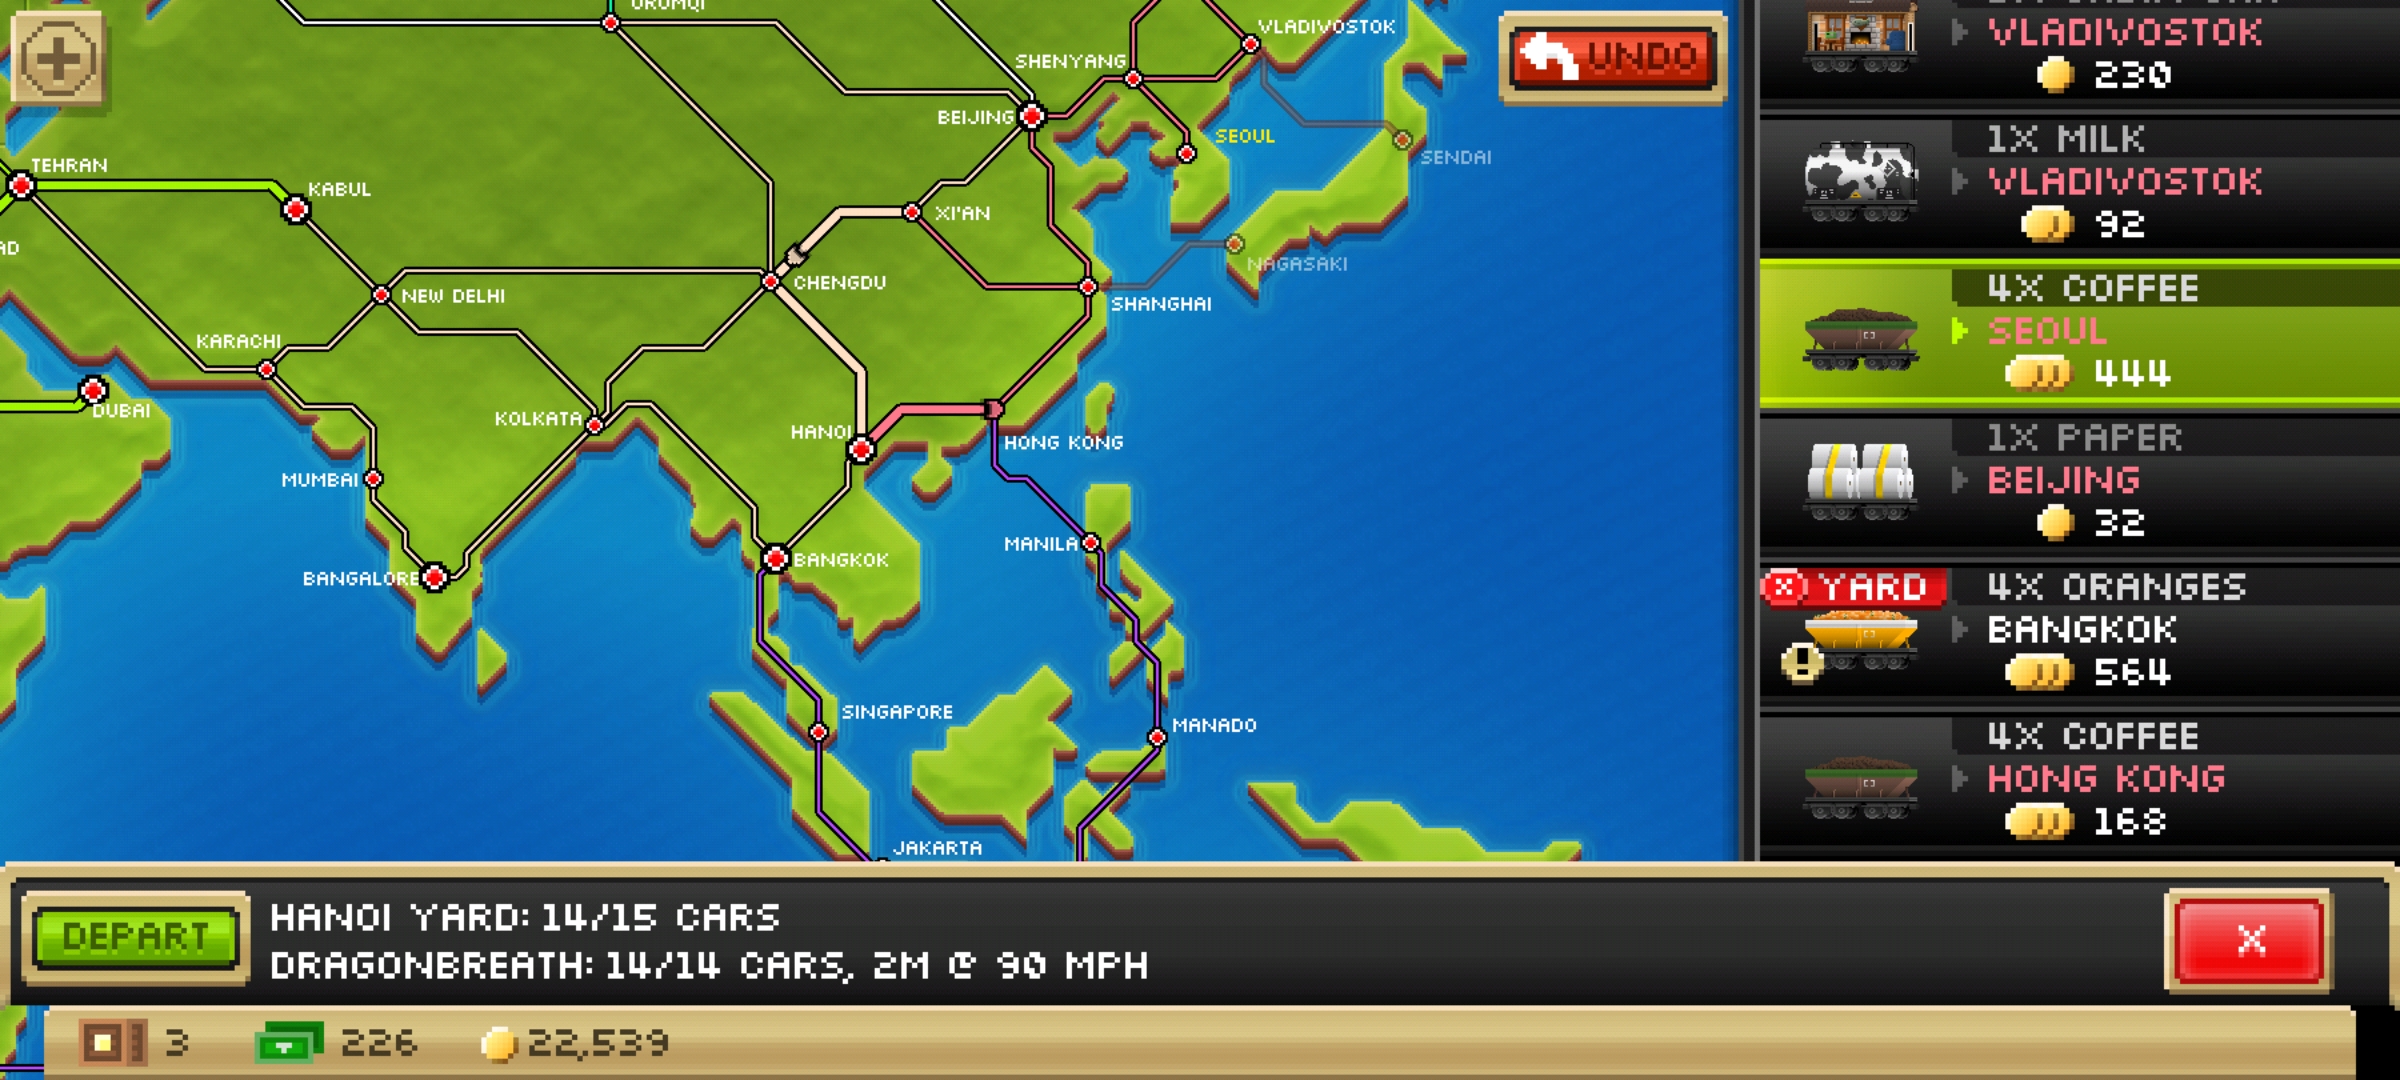 URUMQI
VLADIVOSTOK
SHENYANG
UNDO
BEIJING
SEOUL
SENDAI
TEHRAN
KABUL
XI'AN
NAGASAKI
NEW DELHI
CHENGDU
SHANGHAI
KARACHI
DUBAI
KOLKATA
HANOI
HONG KONG
MUMBAI
MANILA
BANGALORE
BANGKOK
SINGAPORE
MANADO
JAKARTA
VLADIVOSTOK
230
1X MILK
VLADIVOSTOK
92
4X COFFEE
SEOUL
444
1X PAPER
BEIJING
32
YARD
4X ORANGES
BANGKOK
564
4X COFFEE
HONG KONG
168
DEPART
HANOI YARD: 14/15 CARS
DRAGONBREATH: 14/14 CARS, 2M @ 90 MPH
X
3
226
22,539